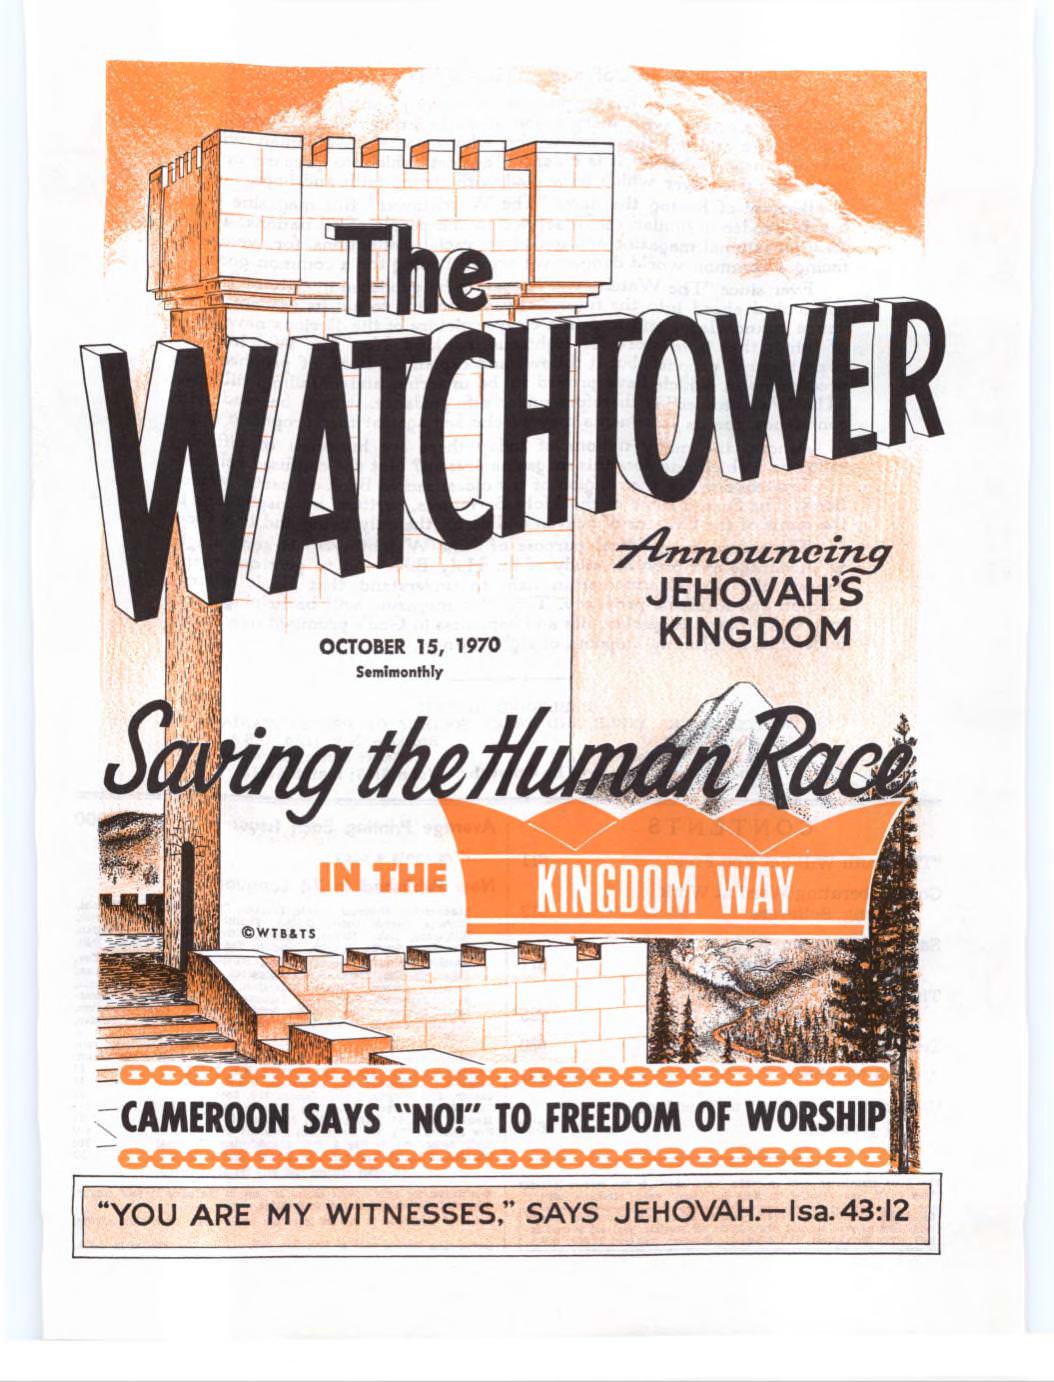 The
WATCHTOWER
Announcing
JEHOVAH'S
KINGDOM
OCTOBER 15, 1970
Semimonthly
Saving the Human Race
IN THE KINGDOM WAY
©WTB&TS
CAMEROON SAYS "NO!" TO FREEDOM OF WORSHIP
"YOU ARE MY WITNESSES," SAYS JEHOVAH.—Isa. 43:12